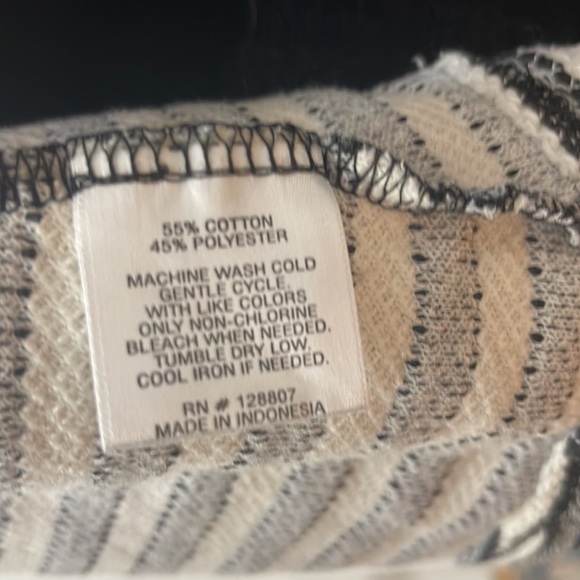 55% COTTON
45% POLYESTER
MACHINE WASH COLD
GENTLE CYCLE.
WITH LIKE COLORS
ONLY NON-CHLORINE
BLEACH WHEN NEEDED.
TUMBLE DRY LOW.
COOL IRON IF NEEDED.
RN # 128807
MADE IN INDONESIA